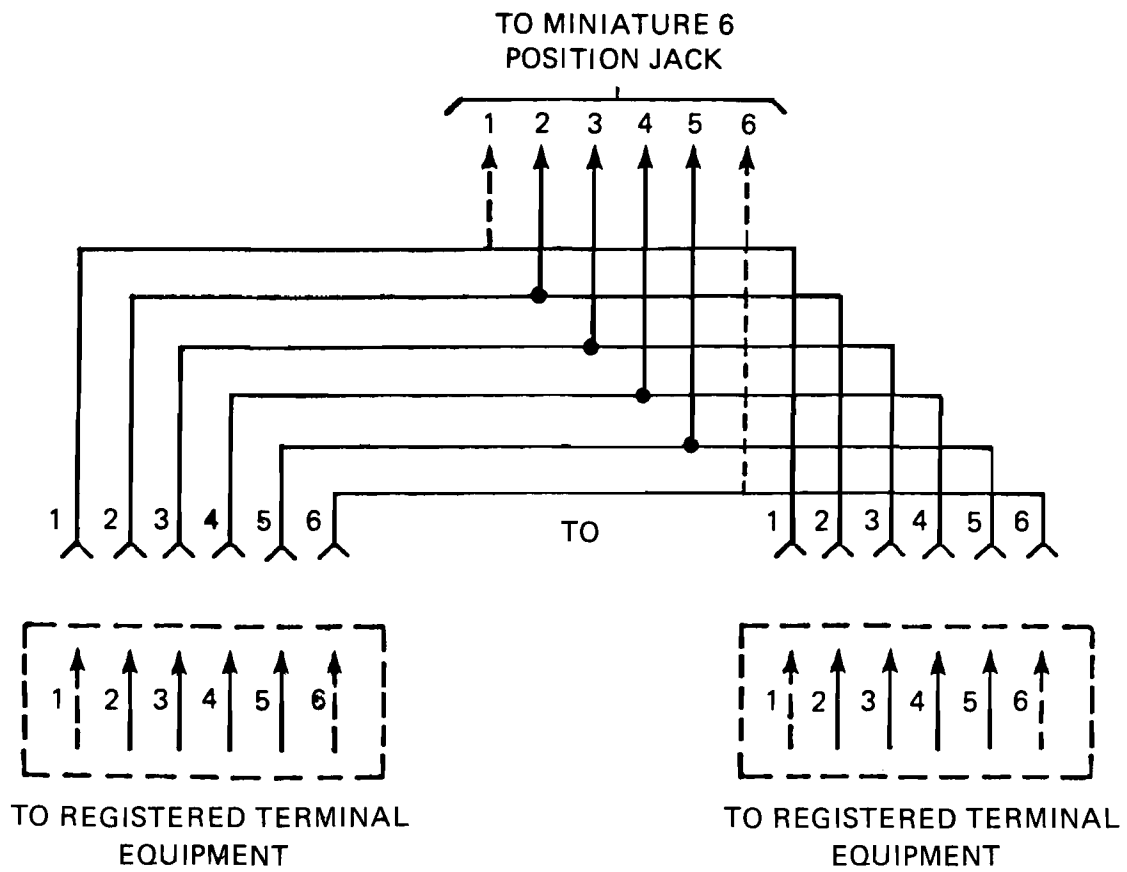 TO MINIATURE 6
POSITION JACK
1 2 3 4 5 6
1 2 3 4 5 6
TO
1 2 3 4 5 6
1 2 3 4 5 6
1 2 3 4 5 6
TO REGISTERED TERMINAL
EQUIPMENT
TO REGISTERED TERMINAL
EQUIPMENT